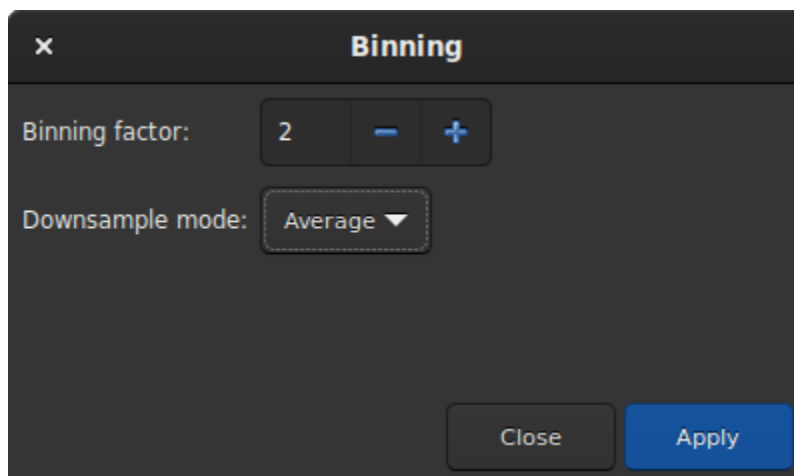 Binning
Binning factor: 2
Downsample mode: Average
Close Apply